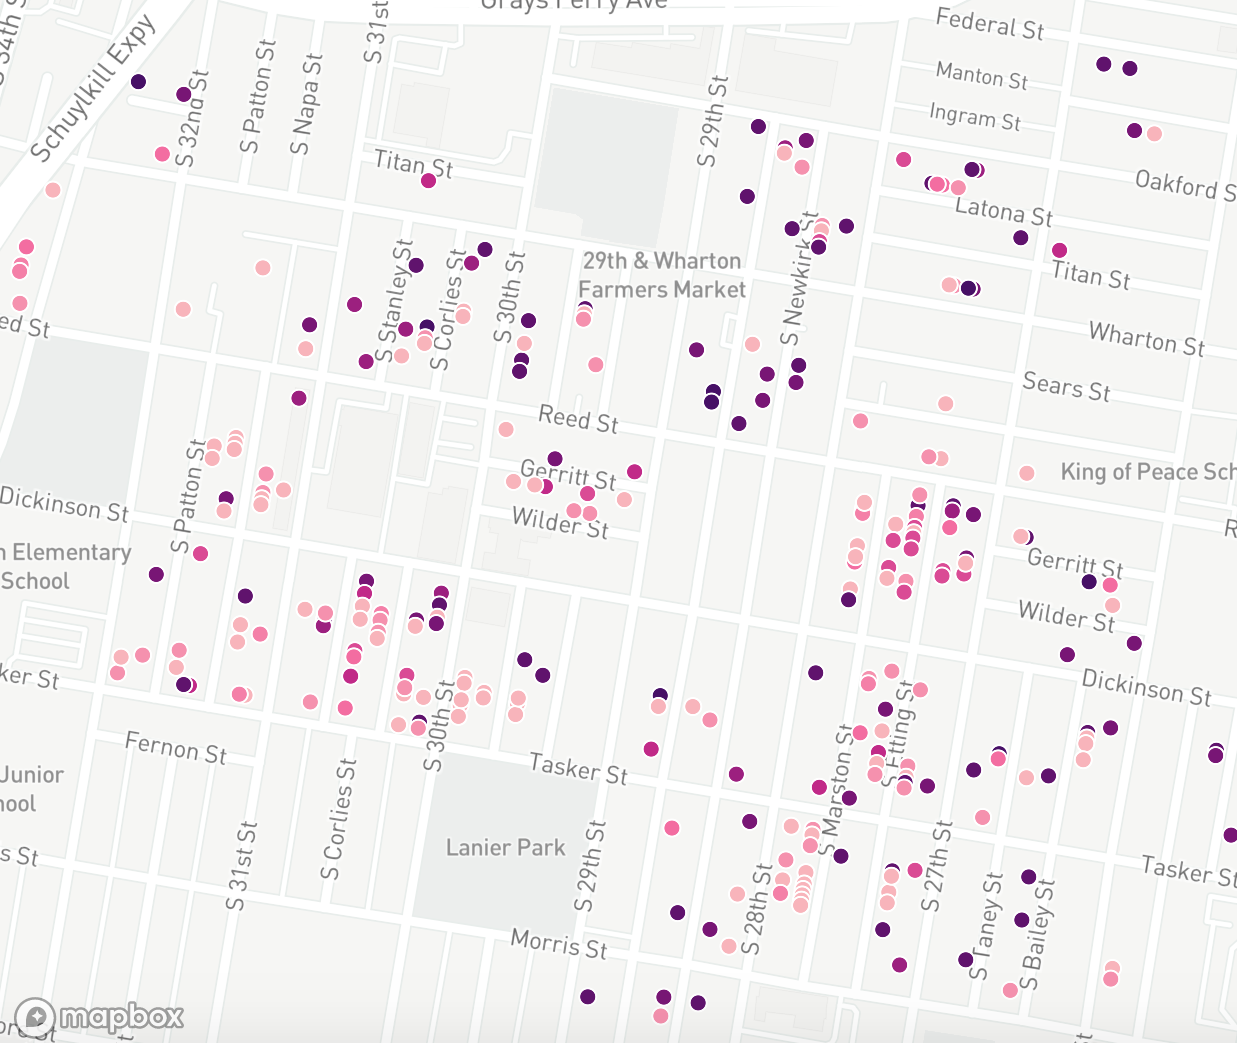 Grays Ferry Ave
Federal St
S 34th St
Schuylkill Expy
S 32nd St
S Patton St
S Napa St
S 31st
Manton St
Ingram St
S 29th St
Titan St
Oakford S
Latona St
S Newkirk St
29th & Wharton
Farmers Market
S Stanley St
S Corlies St
S 30th St
Titan St
ed St
Wharton St
Sears St
Reed St
Gerritt St
King of Peace Sch
S Patton St
Dickinson St
Wilder St
R
n Elementary
School
Gerritt St
Wilder St
ker St
Dickinson St
S 30th St
S Etting St
Fernon St
S Marston St
Tasker St
Junior
hool
S Corlies St
S 31st St
Lanier Park
S 29th St
S 28th St
S 27th St
s St
Tasker St
S Taney St
S Bailey St
Morris St
mapbox
St
t
St